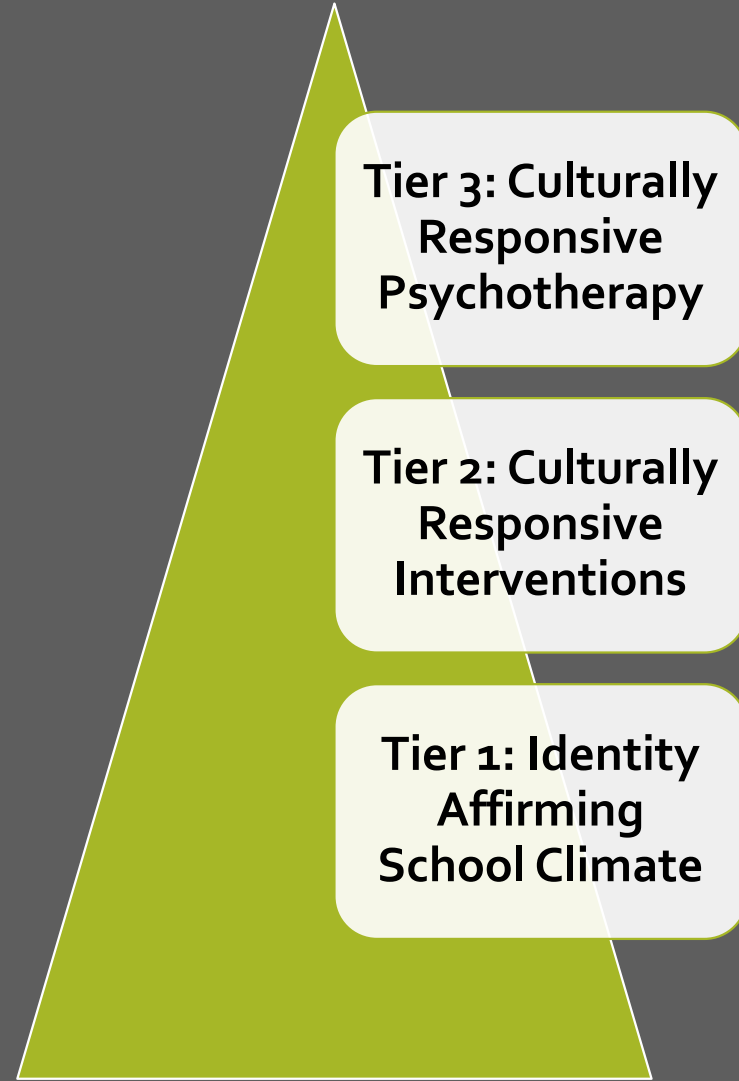 Tier 3: Culturally
Responsive
Psychotherapy
Tier 2: Culturally
Responsive
Interventions
Tier 1: Identity
Affirming
School Climate